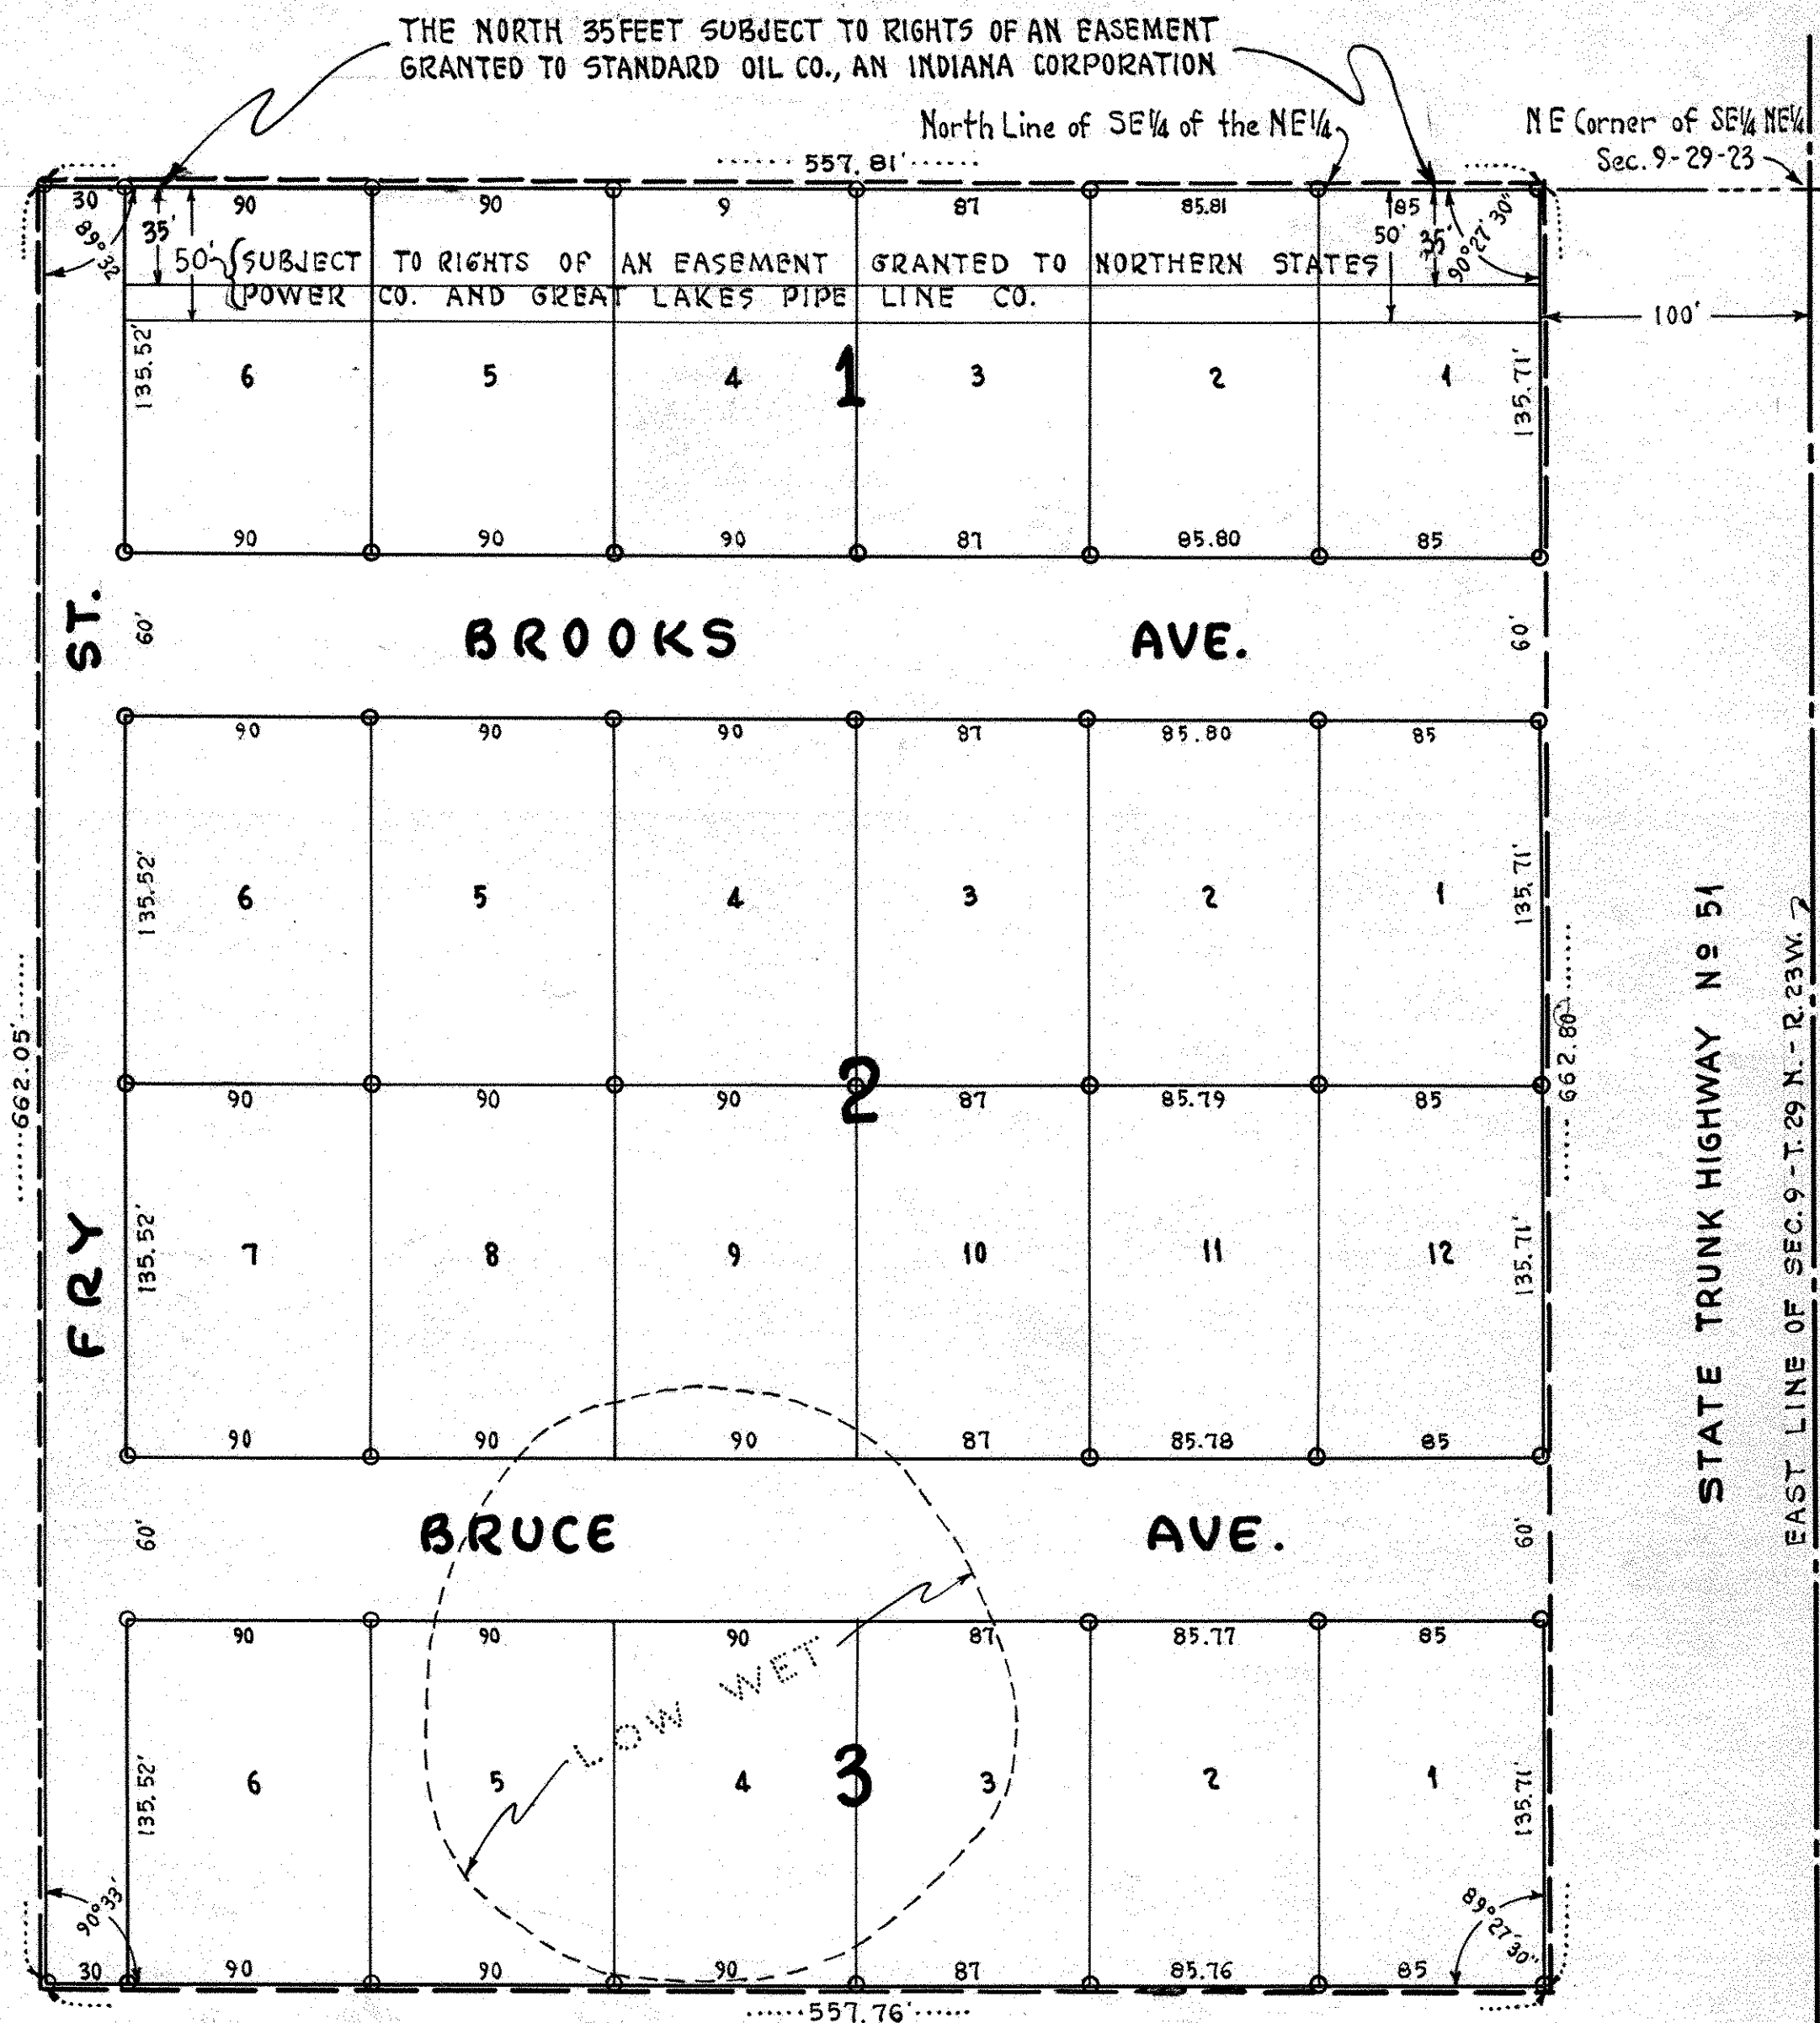 THE NORTH 35 FEET SUBJECT TO RIGHTS OF AN EASEMENT
GRANTED TO STANDARD OIL CO., AN INDIANA CORPORATION
North Line of SE1/4 of the NE1/4
NE Corner of SE1/4 NE1/4
Sec. 9-29-23
557.81'
30 90 90 9 87 85.81 85
89°32' 35' 50' 50' 35' 90°27'30"
SUBJECT TO RIGHTS OF AN EASEMENT GRANTED TO NORTHERN STATES
POWER CO. AND GREAT LAKES PIPE LINE CO.
100'
135.52' 135.71'
6 5 4 1 3 2 1
90 90 90 87 85.80 85
ST.
60' BROOKS AVE. 60'
90 90 90 87 85.80 85
135.52' 135.71'
6 5 4 3 2 1
662.05' 662.80
STATE TRUNK HIGHWAY Nº 51
EAST LINE OF SEC. 9 - T. 29 N. - R. 23W.
2
90 90 90 87 85.79 85
FRY
135.52' 135.71'
7 8 9 10 11 12
90 90 90 87 85.78 85
60' BRUCE AVE. 60'
90 90 90 87 85.77 85
LOW WET
135.52' 135.71'
6 5 4 3 3 2 1
90°33' 89°27'30"
30 90 90 90 87 85.76 85
557.76'